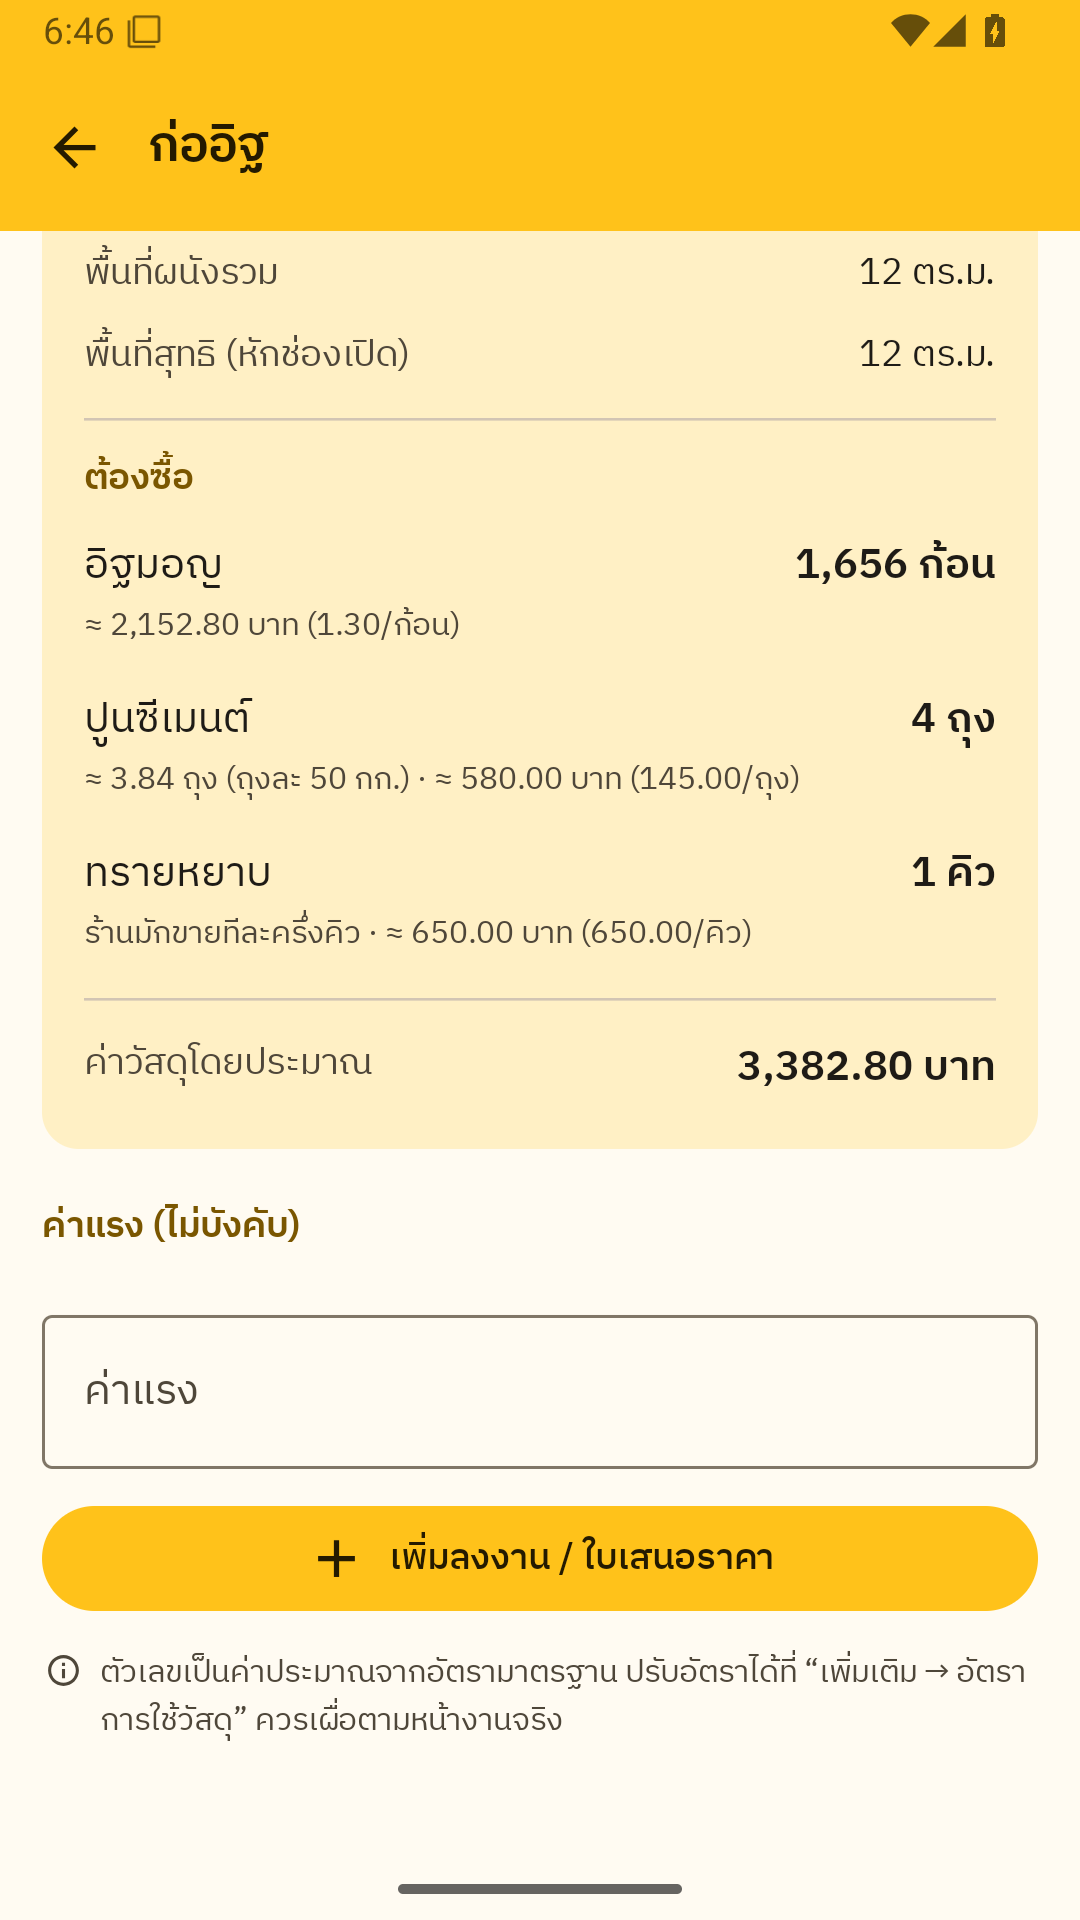 6:46
ก่ออิฐ
พื้นที่ผนังรวม 12 ตร.ม.
พื้นที่สุทธิ (หักช่องเปิด) 12 ตร.ม.
ต้องซื้อ
อิฐมอญ 1,656 ก้อน
≈ 2,152.80 บาท (1.30/ก้อน)
ปูนซีเมนต์ 4 ถุง
≈ 3.84 ถุง (ถุงละ 50 กก.) · ≈ 580.00 บาท (145.00/ถุง)
ทรายหยาบ 1 คิว
ร้านมักขายทีละครึ่งคิว · ≈ 650.00 บาท (650.00/คิว)
ค่าวัสดุโดยประมาณ 3,382.80 บาท
ค่าแรง (ไม่บังคับ)
ค่าแรง
เพิ่มลงงาน / ใบเสนอราคา
ตัวเลขเป็นค่าประมาณจากอัตรามาตรฐาน ปรับอัตราได้ที่ “เพิ่มเติม → อัตรา
การใช้วัสดุ” ควรเผื่อตามหน้างานจริง